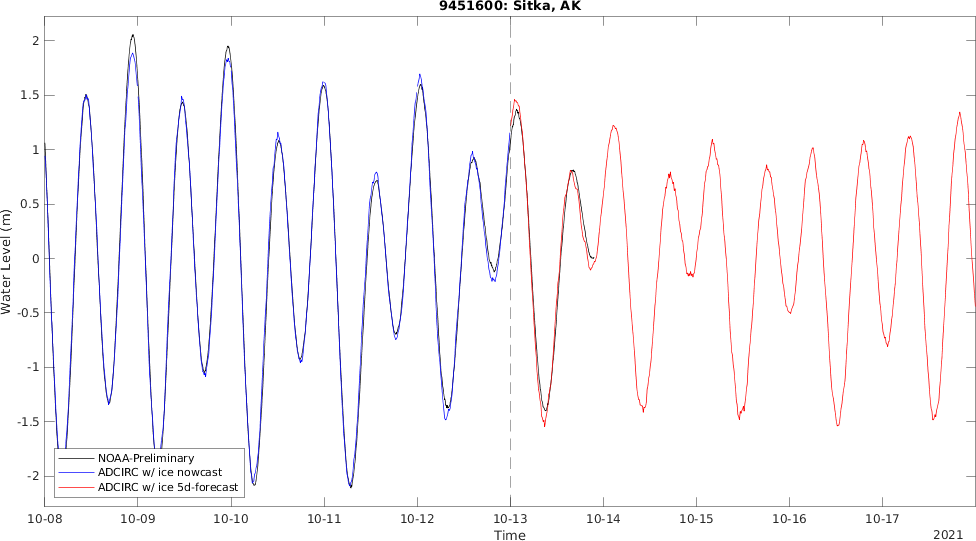 9451600: Sitka, AK
Water Level (m)
2
1.5
1
0.5
0
-0.5
-1
-1.5
-2
NOAA-Preliminary
ADCIRC w/ ice nowcast
ADCIRC w/ ice 5d-forecast
10-08 10-09 10-10 10-11 10-12 10-13 10-14 10-15 10-16 10-17
Time
2021